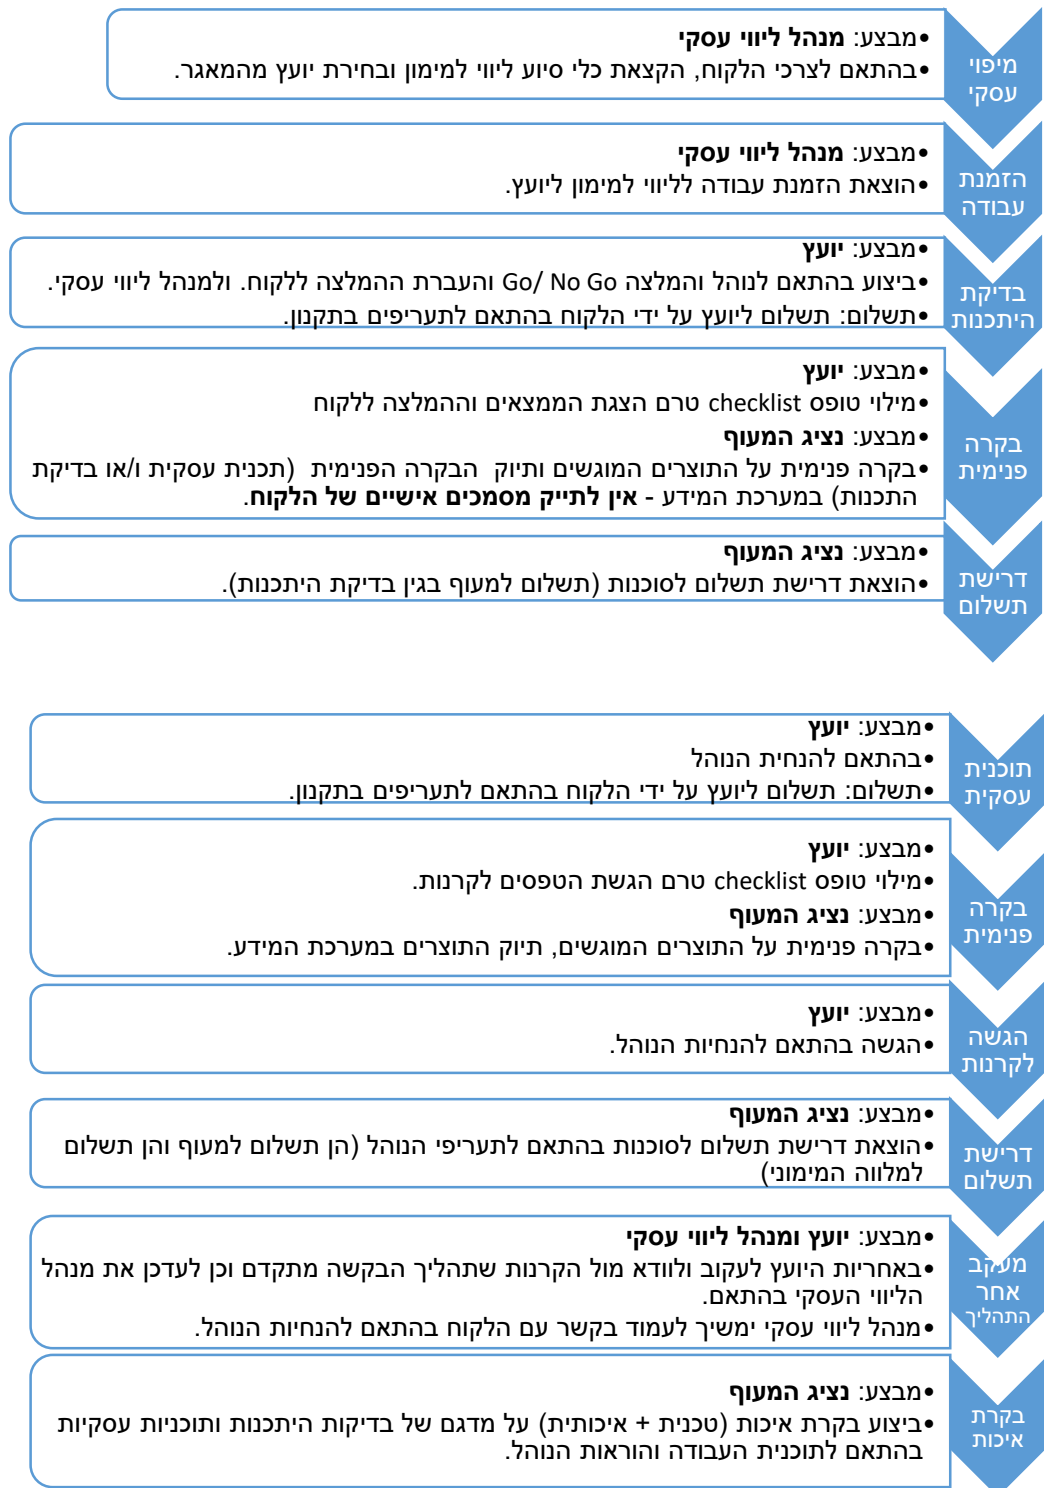 מיפוי
עסקי
•מבצע: מנהל ליווי עסקי
•בהתאם לצרכי הלקוח, הקצאת כלי סיוע ליווי למימון ובחירת יועץ מהמאגר.
הזמנת
עבודה
•מבצע: מנהל ליווי עסקי
•הוצאת הזמנת עבודה לליווי למימון ליועץ.
בדיקת
היתכנות
•מבצע: יועץ
•ביצוע בהתאם לנוהל והמלצה Go/ No Go והעברת ההמלצה ללקוח. ולמנהל ליווי עסקי.
•תשלום: תשלום ליועץ על ידי הלקוח בהתאם לתעריפים בתקנון.
בקרה
פנימית
•מבצע: יועץ
•מילוי טופס checklist טרם הצגת הממצאים וההמלצה ללקוח
•מבצע: נציג המעוף
•בקרה פנימית על התוצרים המוגשים ותיוק הבקרה הפנימית (תכנית עסקית ו/או בדיקת
התכנות) במערכת המידע - אין לתייק מסמכים אישיים של הלקוח.
דרישת
תשלום
•מבצע: נציג המעוף
•הוצאת דרישת תשלום לסוכנות (תשלום למעוף בגין בדיקת היתכנות).
תוכנית
עסקית
•מבצע: יועץ
•בהתאם להנחית הנוהל
•תשלום: תשלום ליועץ על ידי הלקוח בהתאם לתעריפים בתקנון.
בקרה
פנימית
•מבצע: יועץ
•מילוי טופס checklist טרם הגשת הטפסים לקרנות.
•מבצע: נציג המעוף
•בקרה פנימית על התוצרים המוגשים, תיוק התוצרים במערכת המידע.
הגשה
לקרנות
•מבצע: יועץ
•הגשה בהתאם להנחיות הנוהל.
דרישת
תשלום
•מבצע: נציג המעוף
•הוצאת דרישת תשלום לסוכנות בהתאם לתעריפי הנוהל (הן תשלום למעוף והן תשלום
למלווה המימוני)
מעקב
אחר
התהליך
•מבצע: יועץ ומנהל ליווי עסקי
•באחריות היועץ לעקוב ולוודא מול הקרנות שתהליך הבקשה מתקדם וכן לעדכן את מנהל
הליווי העסקי בהתאם.
•מנהל ליווי עסקי ימשיך לעמוד בקשר עם הלקוח בהתאם להנחיות הנוהל.
בקרת
איכות
•מבצע: נציג המעוף
•ביצוע בקרת איכות (טכנית + איכותית) על מדגם של בדיקות היתכנות ותוכניות עסקיות
בהתאם לתוכנית העבודה והוראות הנוהל.